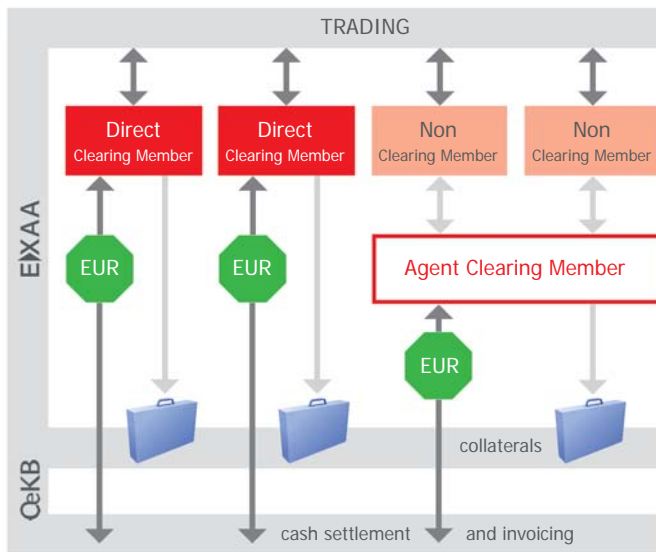 TRADING
Direct
Clearing Member
Direct
Clearing Member
Non
Clearing Member
Non
Clearing Member
EXAA
EUR
EUR
Agent Clearing Member
EUR
collaterals
OeKB
cash settlement and invoicing